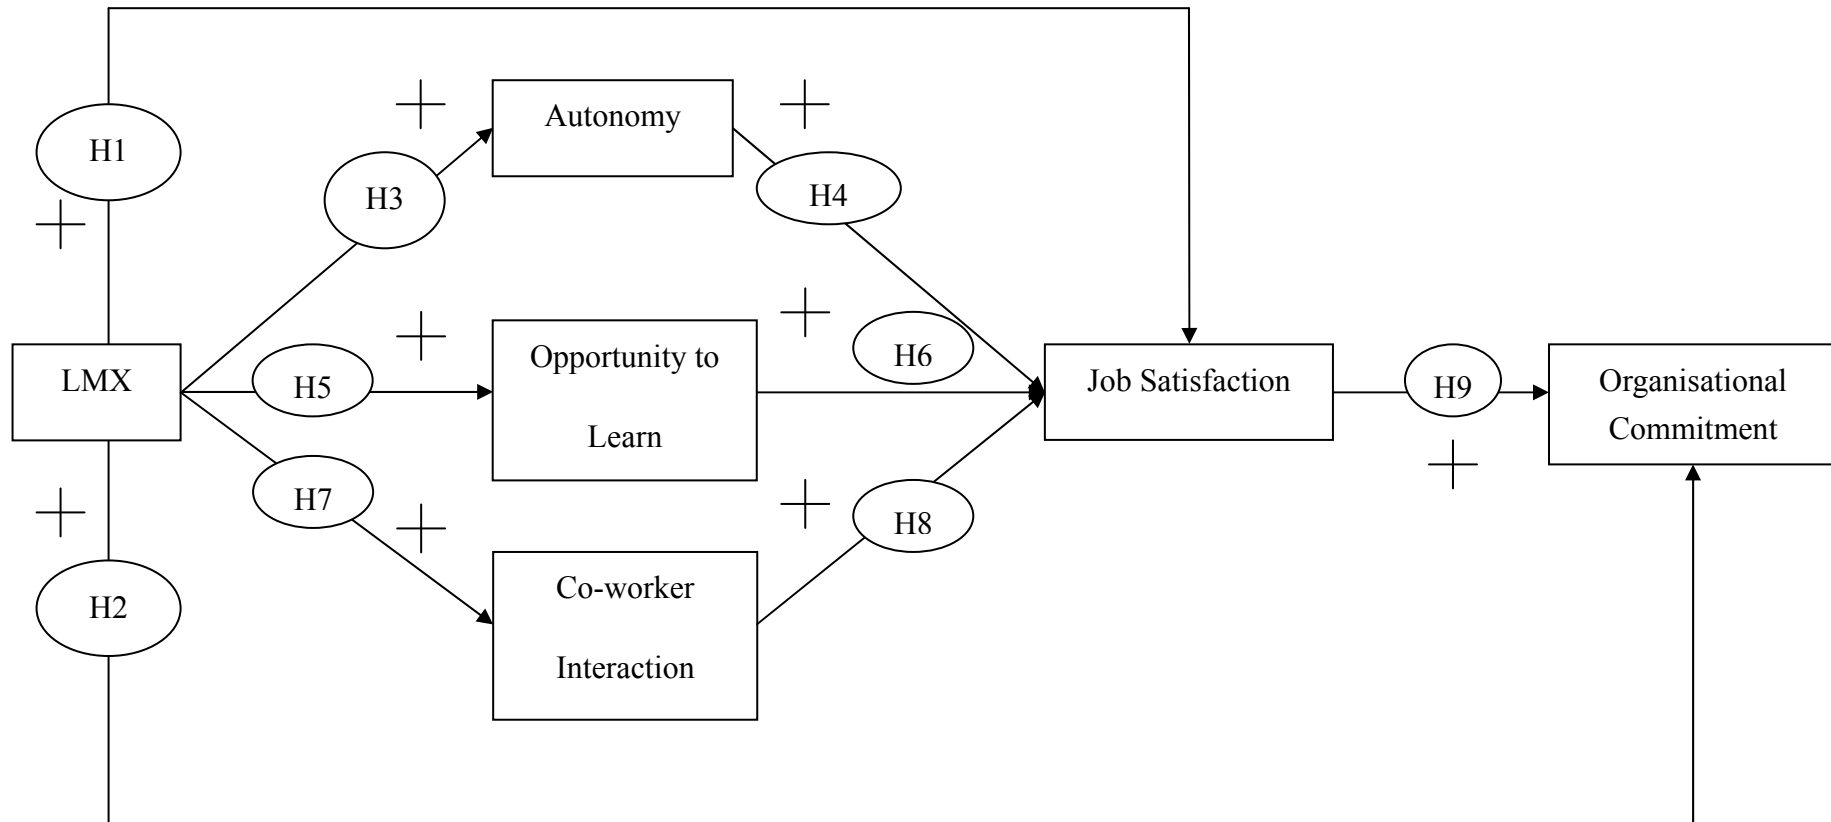 H1
+
Autonomy
+
+
H3
H4
LMX
+
Opportunity to
Learn
+
H5
H6
Job Satisfaction
H9
+
Organisational
Commitment
+
H7
+
+
H8
H2
Co-worker
Interaction